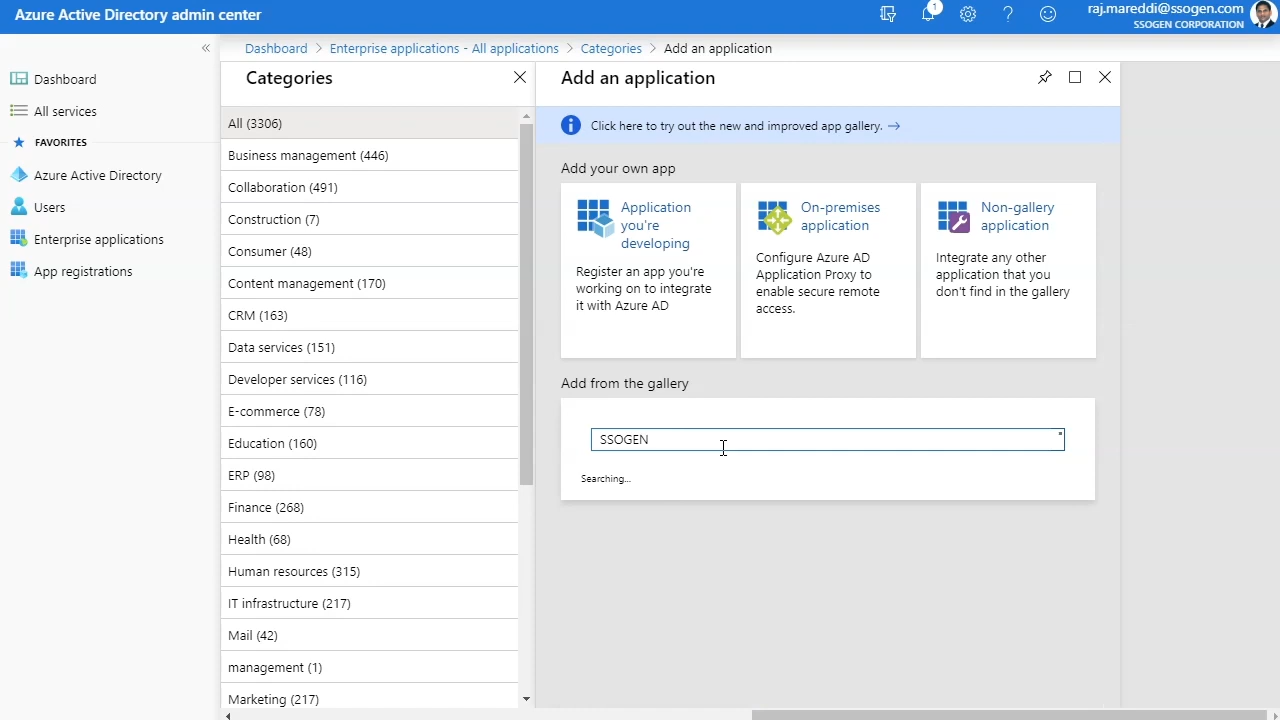 Azure Active Directory admin center
1
raj.mareddi@ssogen.com
SSOGEN CORPORATION
«
Dashboard
All services
FAVORITES
Azure Active Directory
Users
Enterprise applications
App registrations
Dashboard > Enterprise applications - All applications > Categories > Add an application
Categories
All (3306)
Business management (446)
Collaboration (491)
Construction (7)
Consumer (48)
Content management (170)
CRM (163)
Data services (151)
Developer services (116)
E-commerce (78)
Education (160)
ERP (98)
Finance (268)
Health (68)
Human resources (315)
IT infrastructure (217)
Mail (42)
management (1)
Marketing (217)
Add an application
Click here to try out the new and improved app gallery. →
Add your own app
Application
you're
developing
Register an app you're
working on to integrate
it with Azure AD
On-premises
application
Configure Azure AD
Application Proxy to
enable secure remote
access.
Non-gallery
application
Integrate any other
application that you
don't find in the gallery
Add from the gallery
SSOGEN
Searching...